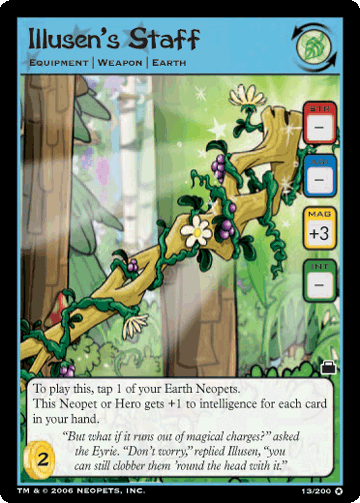 Illusen's Staff
EQUIPMENT | WEAPON | EARTH
STR
–
–
MAG
+3
INT
–
To play this, tap 1 of your Earth Neopets.
This Neopet or Hero gets +1 to intelligence for each card
in your hand.
"But what if it runs out of magical charges?" asked
the Eyrie. "Don't worry," replied Illusen, "you
can still clobber them 'round the head with it."
2
TM & © 2006 NEOPETS, INC.
13/200